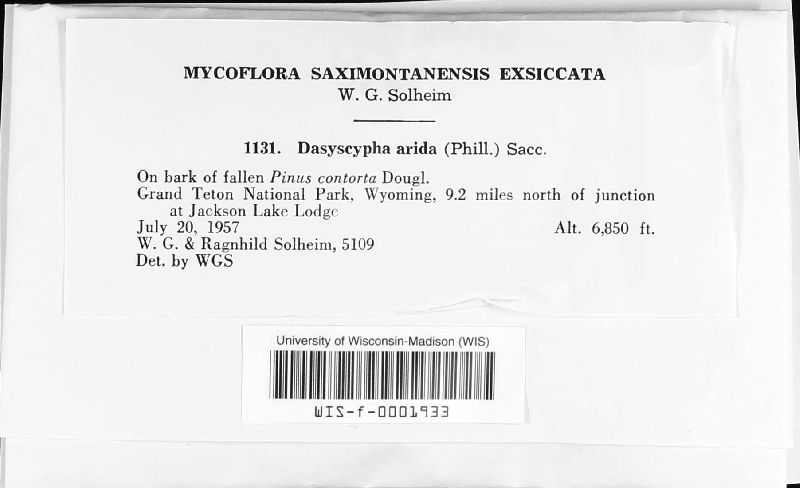 MYCOFLORA SAXIMONTANENSIS EXSICCATA
W. G. Solheim
1131. Dasyscypha arida (Phill.) Sacc.
On bark of fallen Pinus contorta Dougl.
Grand Teton National Park, Wyoming, 9.2 miles north of junction
at Jackson Lake Lodge
July 20, 1957 Alt. 6,850 ft.
W. G. & Ragnhild Solheim, 5109
Det. by WGS
University of Wisconsin-Madison (WIS)
WIS-f-0001933